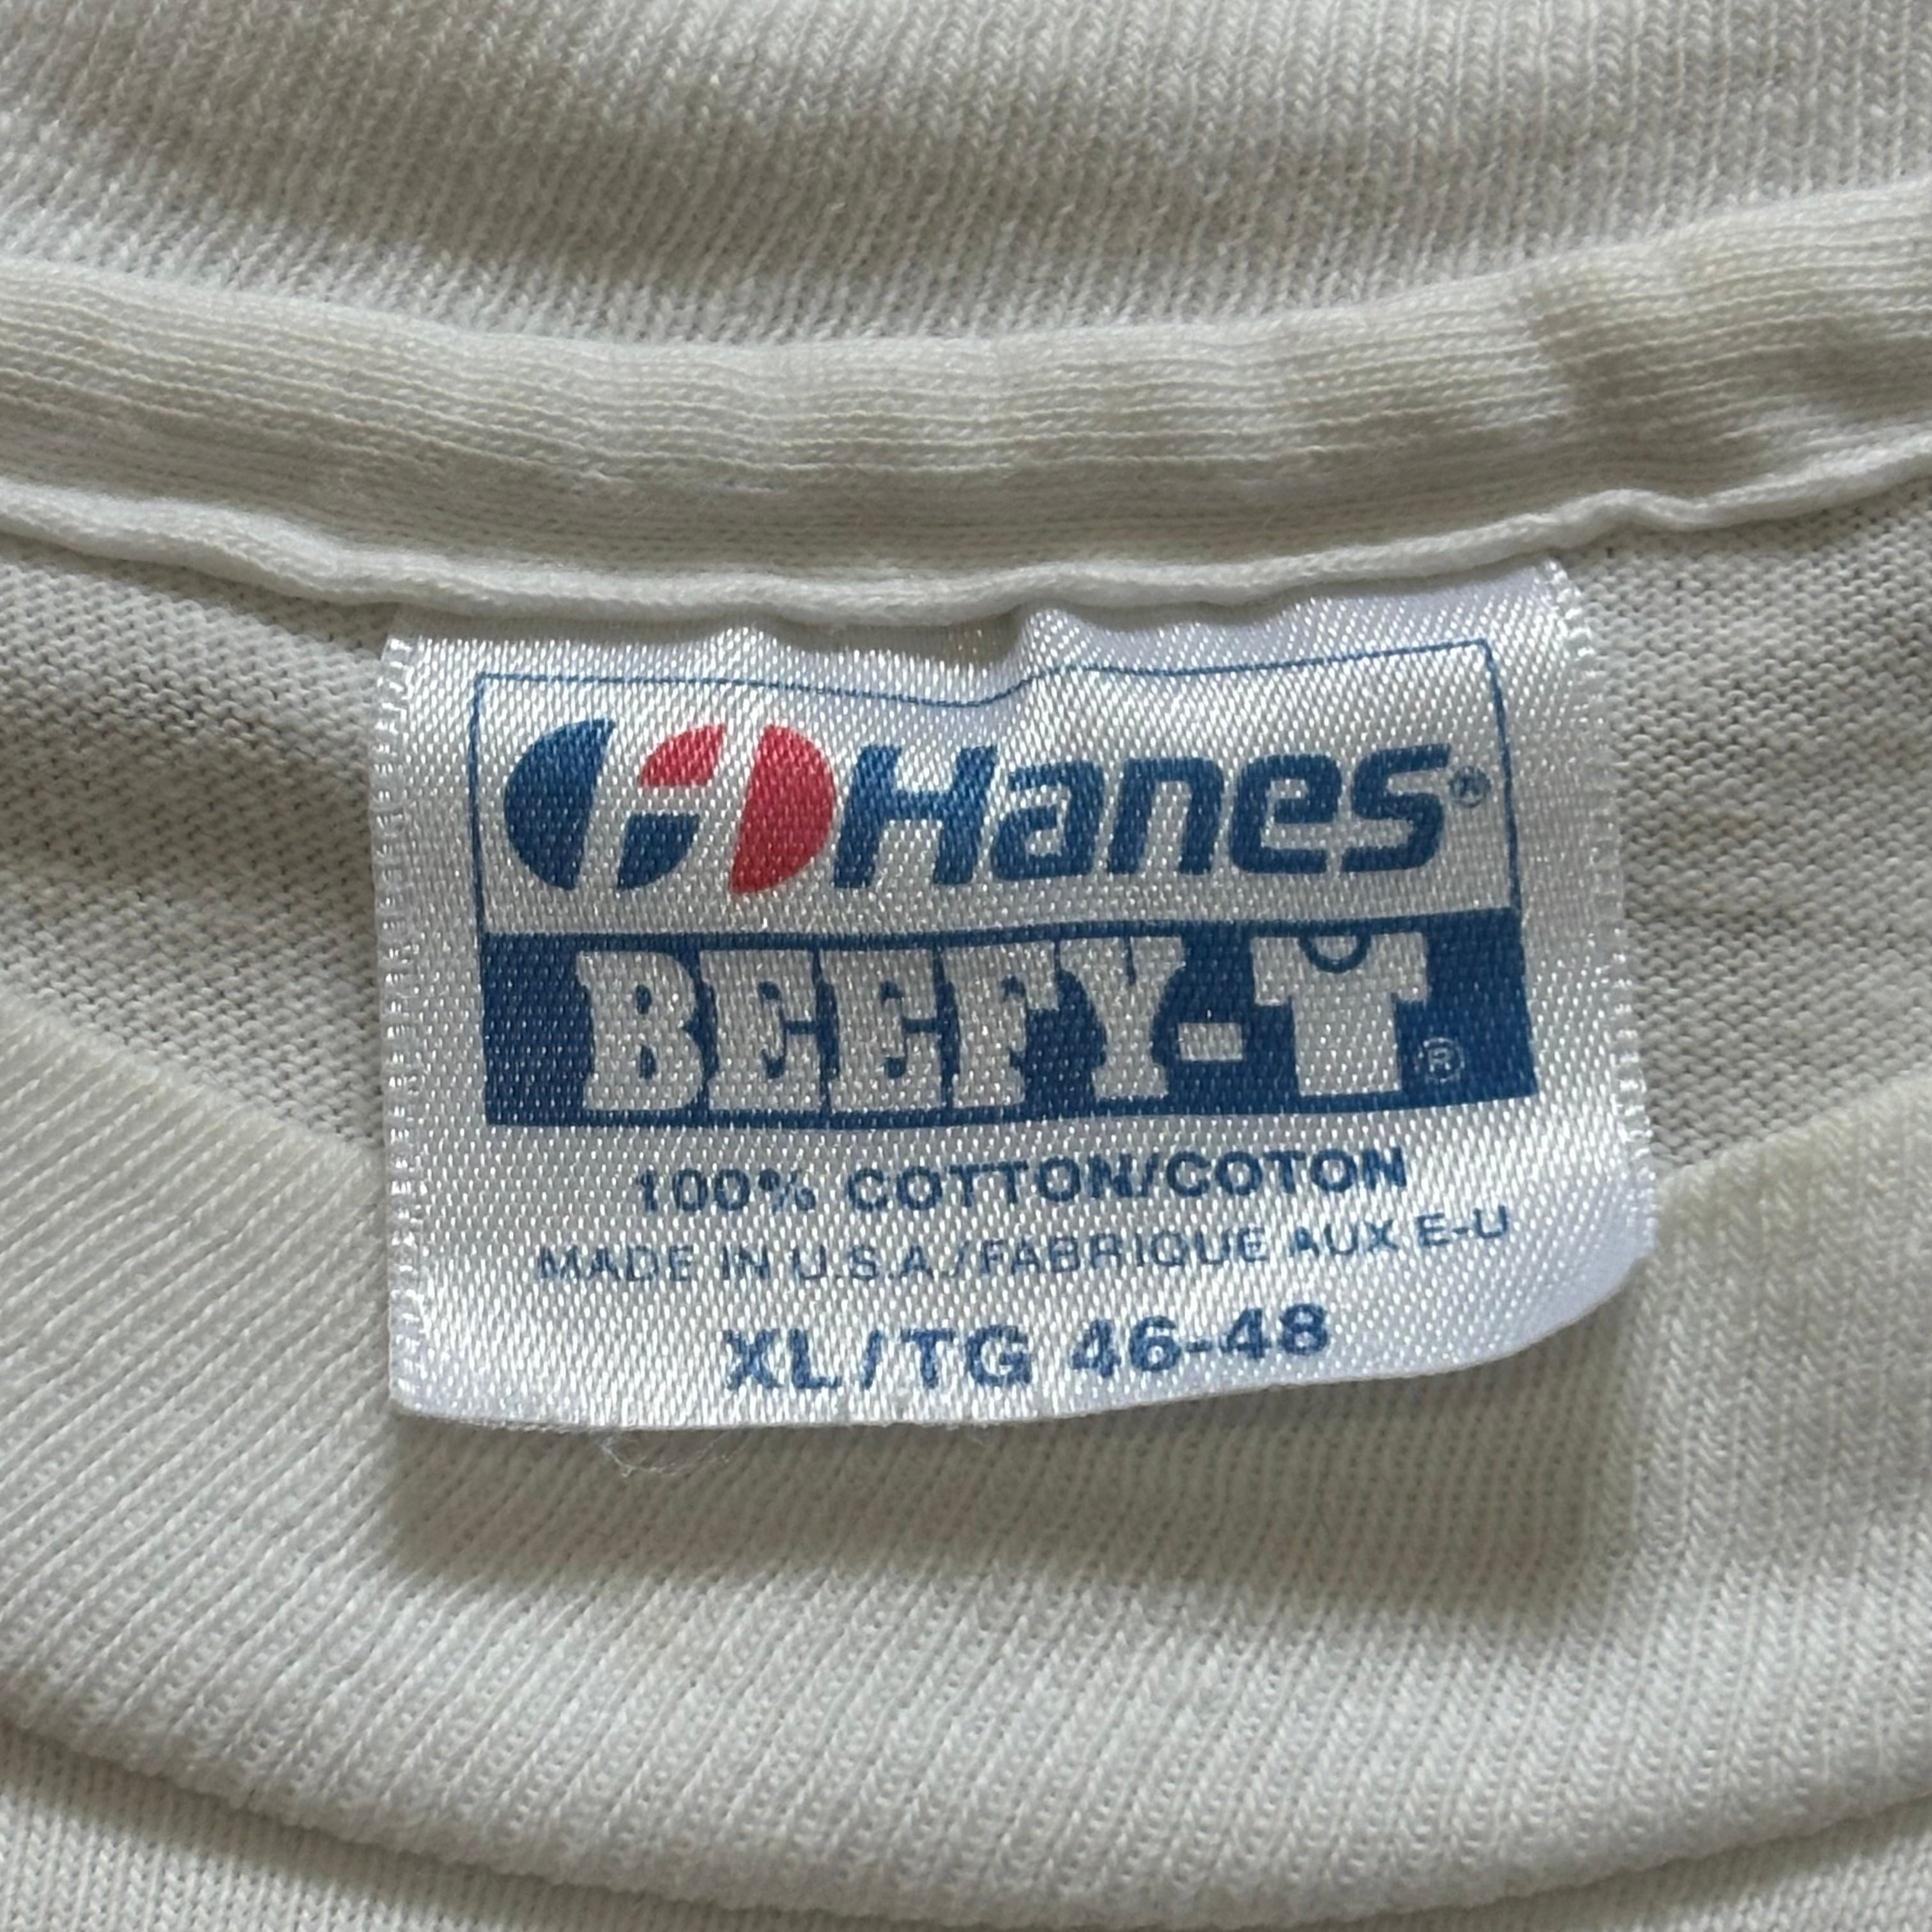 Hanes®
BEEFY-T®
100% COTTON/COTON
MADE IN U.S.A./FABRIQUE AUX E-U
XL/TG 46-48